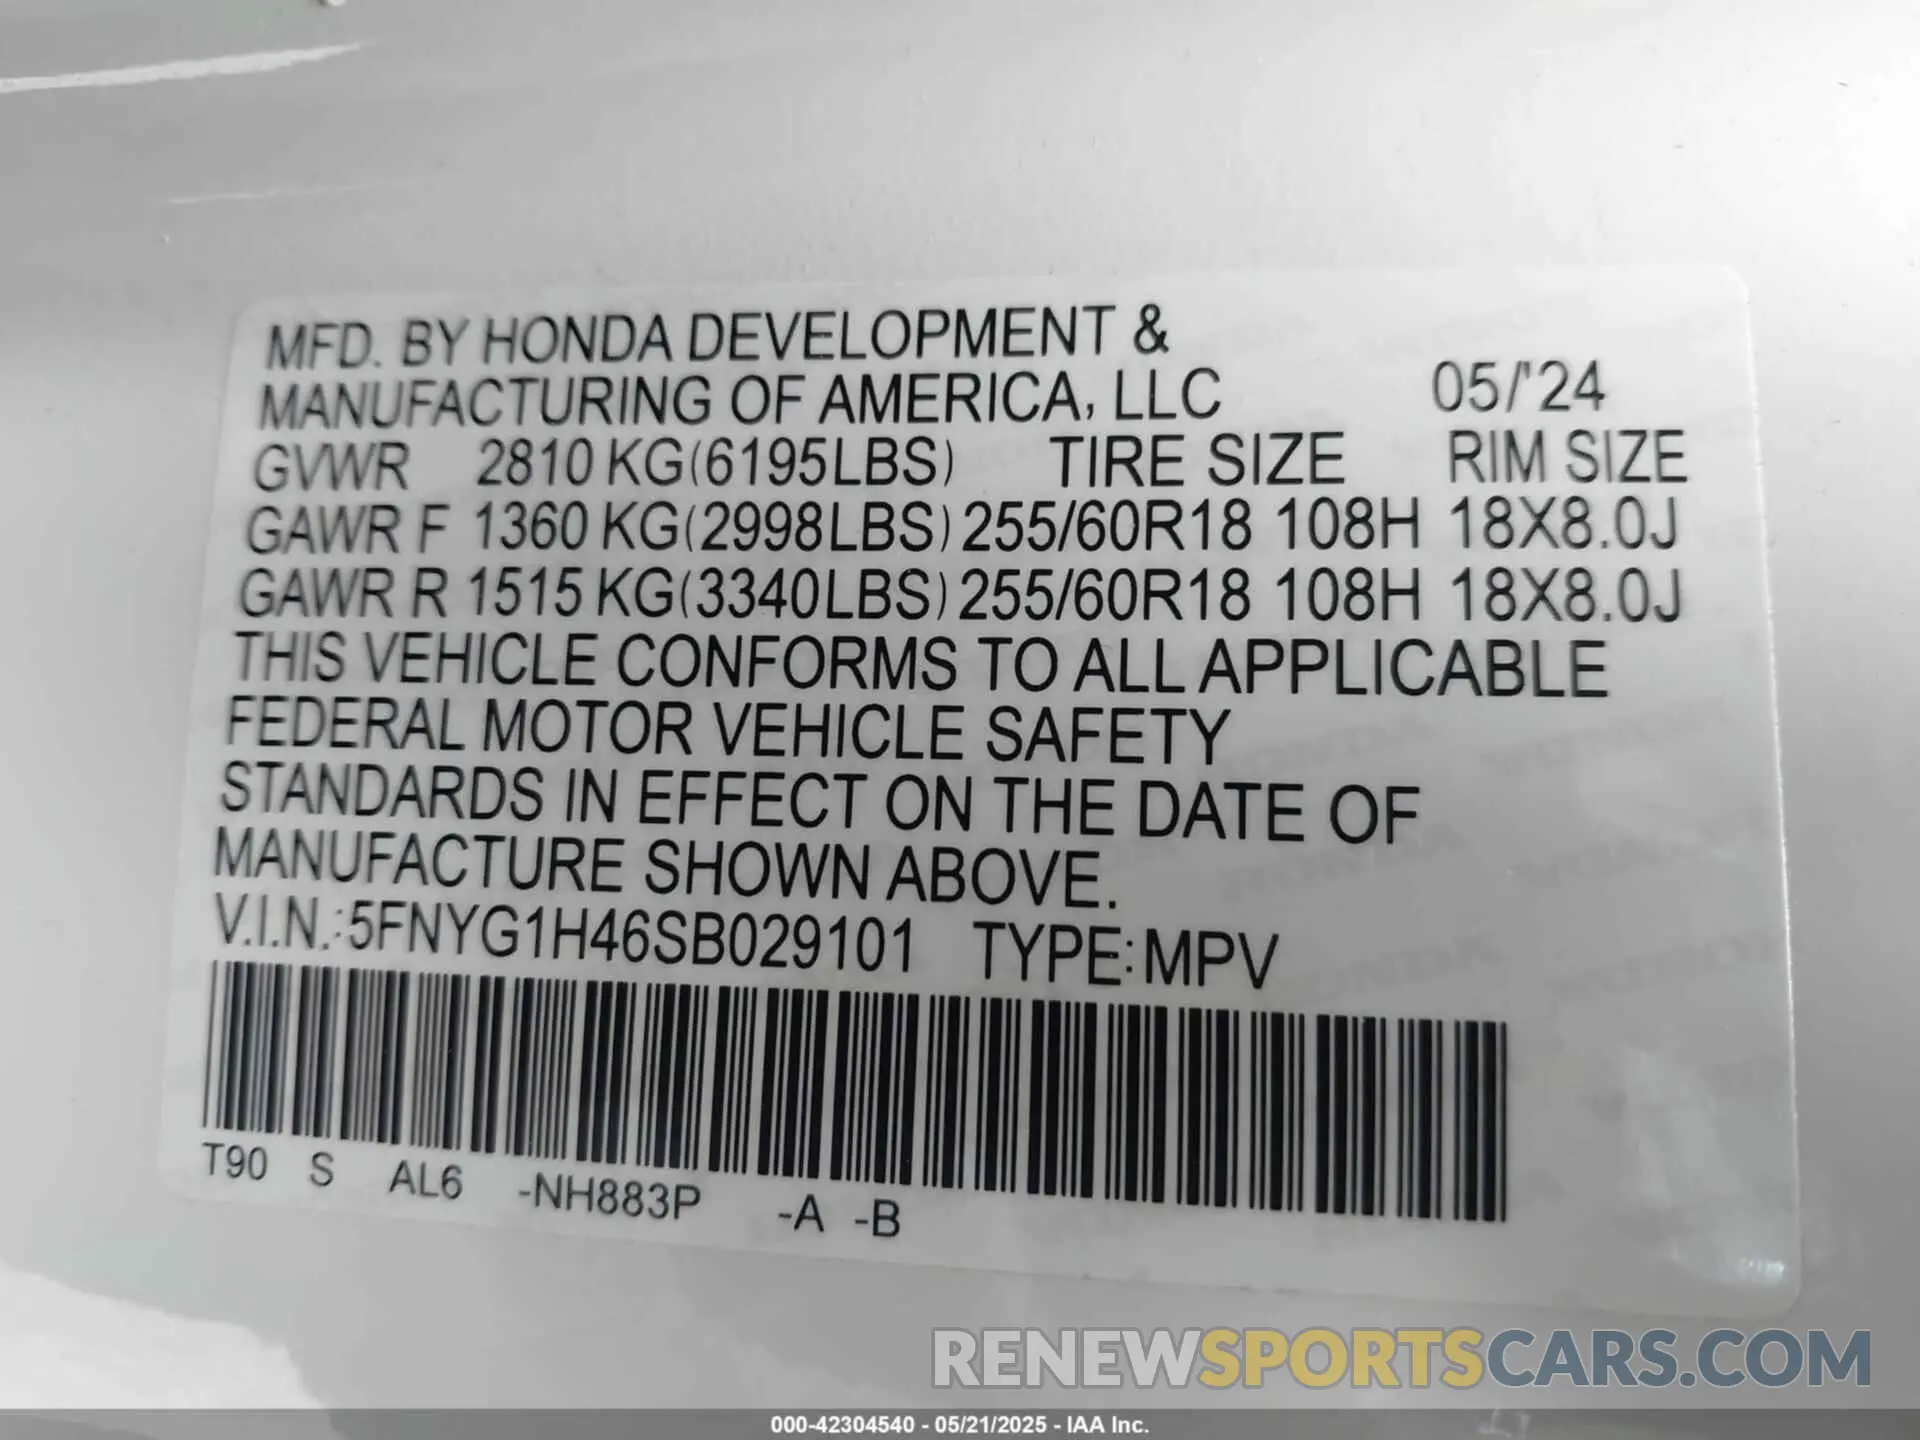 MFD. BY HONDA DEVELOPMENT &
MANUFACTURING OF AMERICA, LLC 05/'24
GVWR 2810 KG(6195LBS) TIRE SIZE RIM SIZE
GAWR F 1360 KG(2998LBS) 255/60R18 108H 18X8.0J
GAWR R 1515 KG(3340LBS) 255/60R18 108H 18X8.0J
THIS VEHICLE CONFORMS TO ALL APPLICABLE
FEDERAL MOTOR VEHICLE SAFETY
STANDARDS IN EFFECT ON THE DATE OF
MANUFACTURE SHOWN ABOVE.
V.I.N.:5FNYG1H46SB029101 TYPE:MPV
T90 S AL6 -NH883P -A -B
RENEWSPORTSCARS.COM
000-42304540 - 05/21/2025 - IAA Inc.